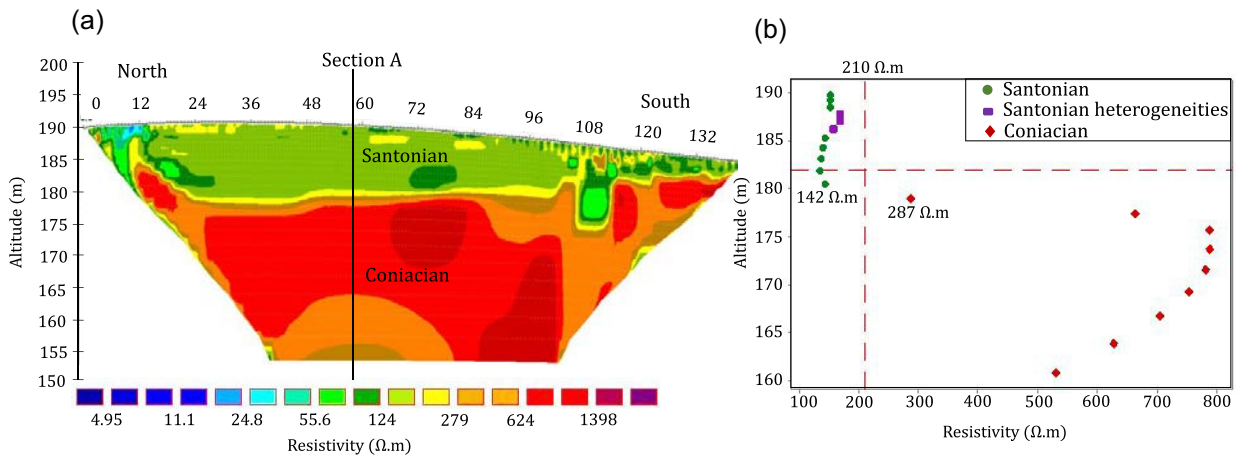 (a)
200
195
190
185
180
175
170
165
160
155
150
Altitude (m)
North
Section A
South
0 12 24 36 48 60 72 84 96 108 120 132
Santonian
Coniacian
4.95 11.1 24.8 55.6 124 279 624 1398
Resistivity (Ω.m)
(b)
210 Ω.m
Santonian
Santonian heterogeneities
Coniacian
190
185
180
175
170
165
160
Altitude (m)
142 Ω.m
287 Ω.m
100 200 300 400 500 600 700 800
Resistivity (Ω.m)